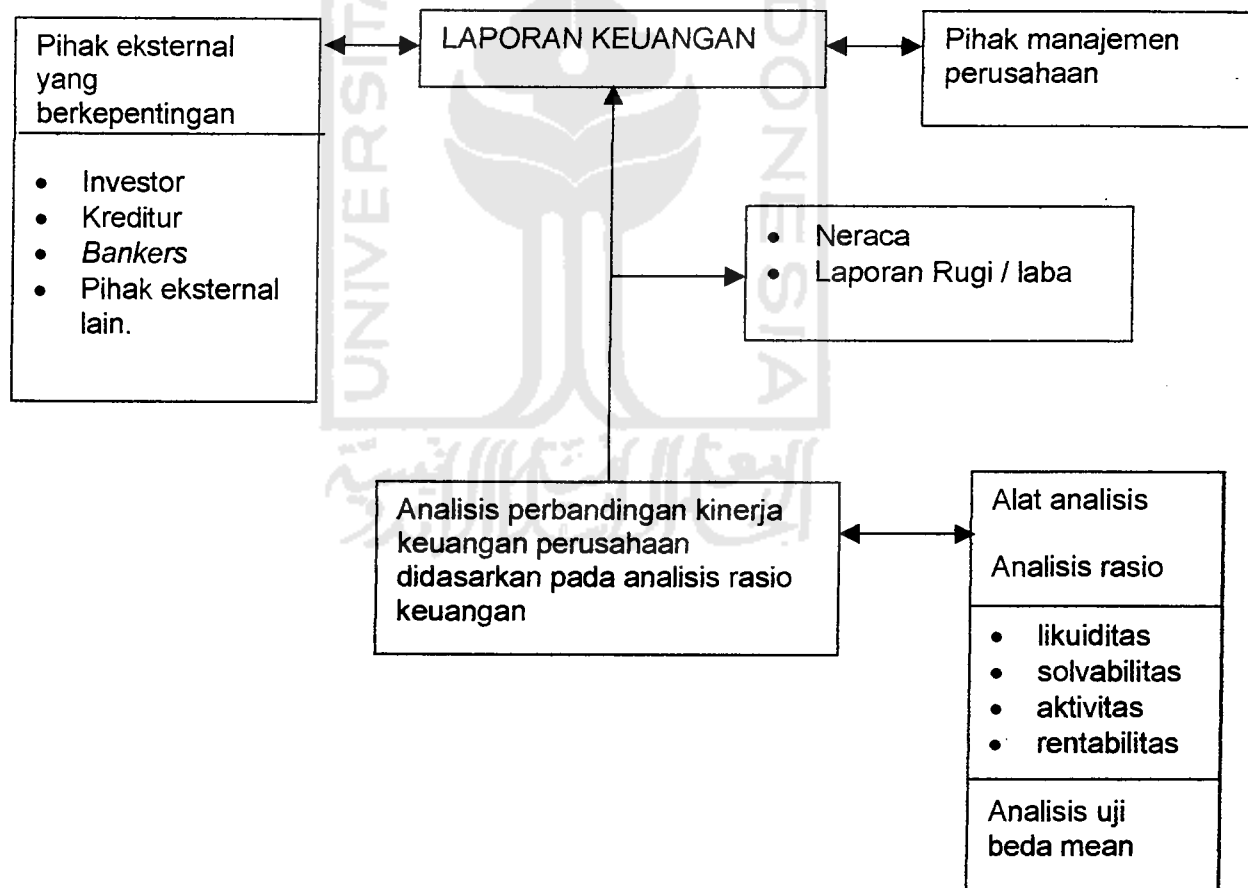 LAPORAN KEUANGAN
Pihak eksternal
yang
berkepentingan
• Investor
• Kreditur
• Bankers
• Pihak eksternal
lain.
Pihak manajemen
perusahaan
• Neraca
• Laporan Rugi / laba
Analisis perbandingan kinerja
keuangan perusahaan
didasarkan pada analisis rasio
keuangan
Alat analisis
Analisis rasio
• likuiditas
• solvabilitas
• aktivitas
• rentabilitas
Analisis uji
beda mean
UNIVERSITA
DONESIA